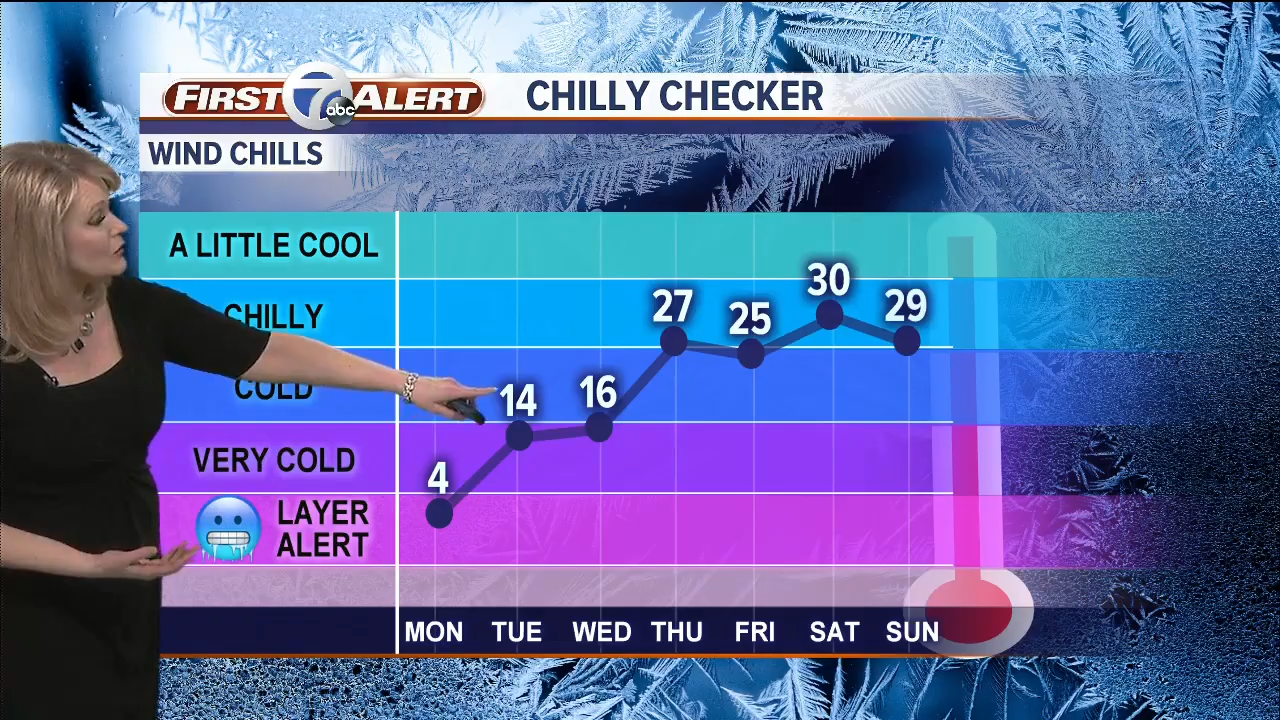 FIRST 7 abc ALERT
CHILLY CHECKER
WIND CHILLS
A LITTLE COOL
CHILLY
COLD
VERY COLD
LAYER
ALERT
4
14
16
27
25
30
29
MON TUE WED THU FRI SAT SUN